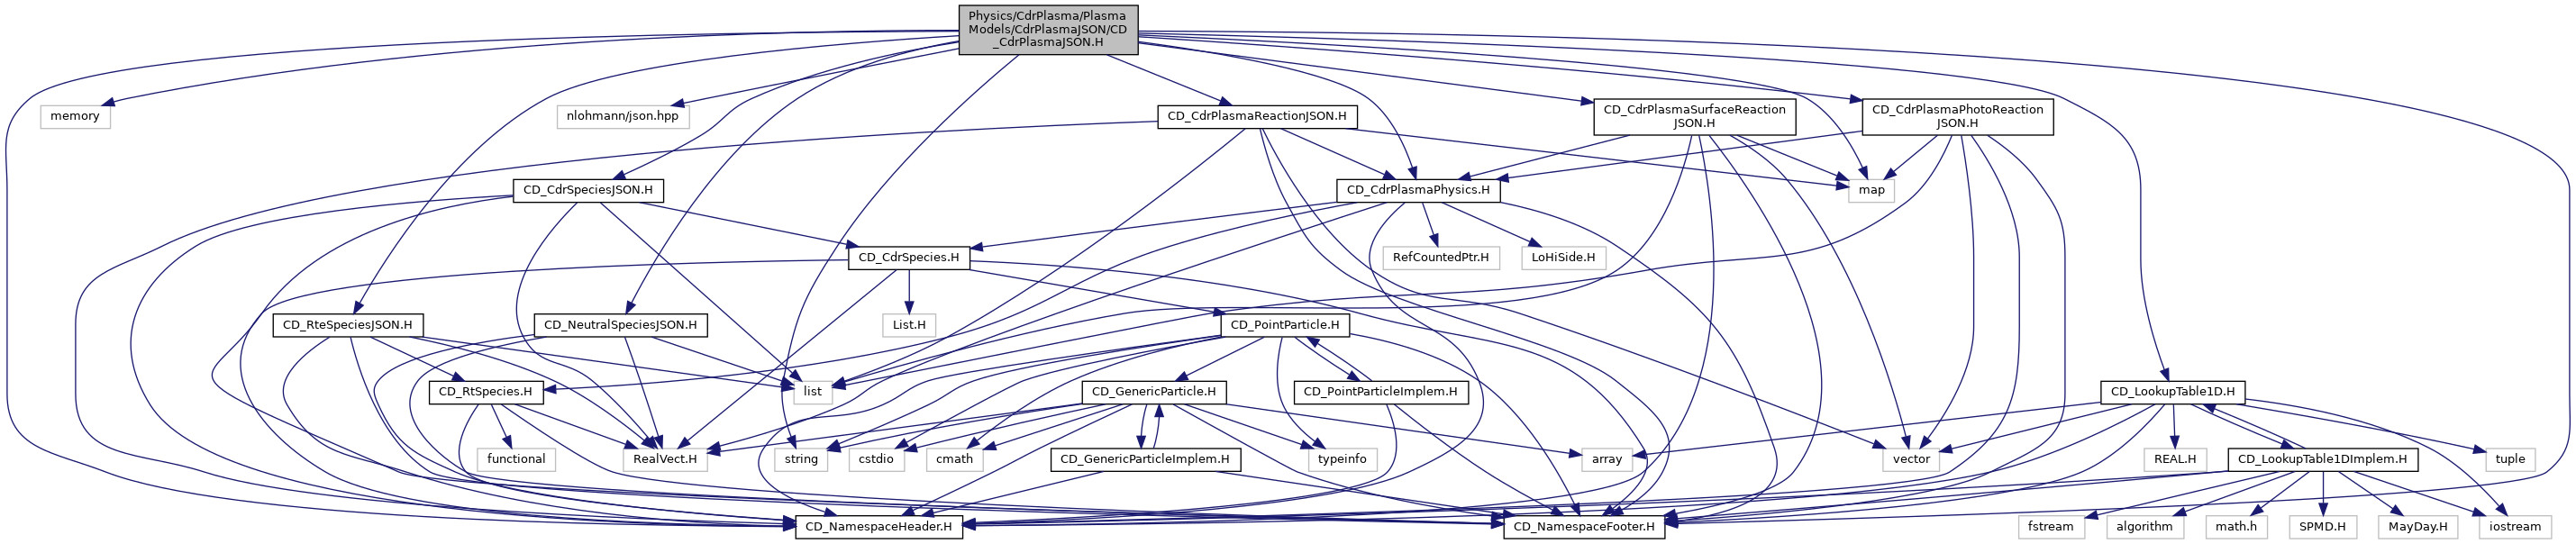 Physics/CdrPlasma/Plasma
Models/CdrPlasmaJSON/CD
_CdrPlasmaJSON.H
memory
nlohmann/json.hpp
CD_CdrPlasmaReactionJSON.H
CD_CdrPlasmaSurfaceReaction
JSON.H
CD_CdrPlasmaPhotoReaction
JSON.H
CD_CdrSpeciesJSON.H
CD_CdrPlasmaPhysics.H
map
CD_CdrSpecies.H
RefCountedPtr.H
LoHiSide.H
CD_RteSpeciesJSON.H
CD_NeutralSpeciesJSON.H
List.H
CD_PointParticle.H
CD_RtSpecies.H
list
CD_GenericParticle.H
CD_PointParticleImplem.H
CD_LookupTable1D.H
functional
RealVect.H
string
cstdio
cmath
CD_GenericParticleImplem.H
typeinfo
array
vector
REAL.H
CD_LookupTable1DImplem.H
tuple
CD_NamespaceHeader.H
CD_NamespaceFooter.H
fstream
algorithm
math.h
SPMD.H
MayDay.H
iostream